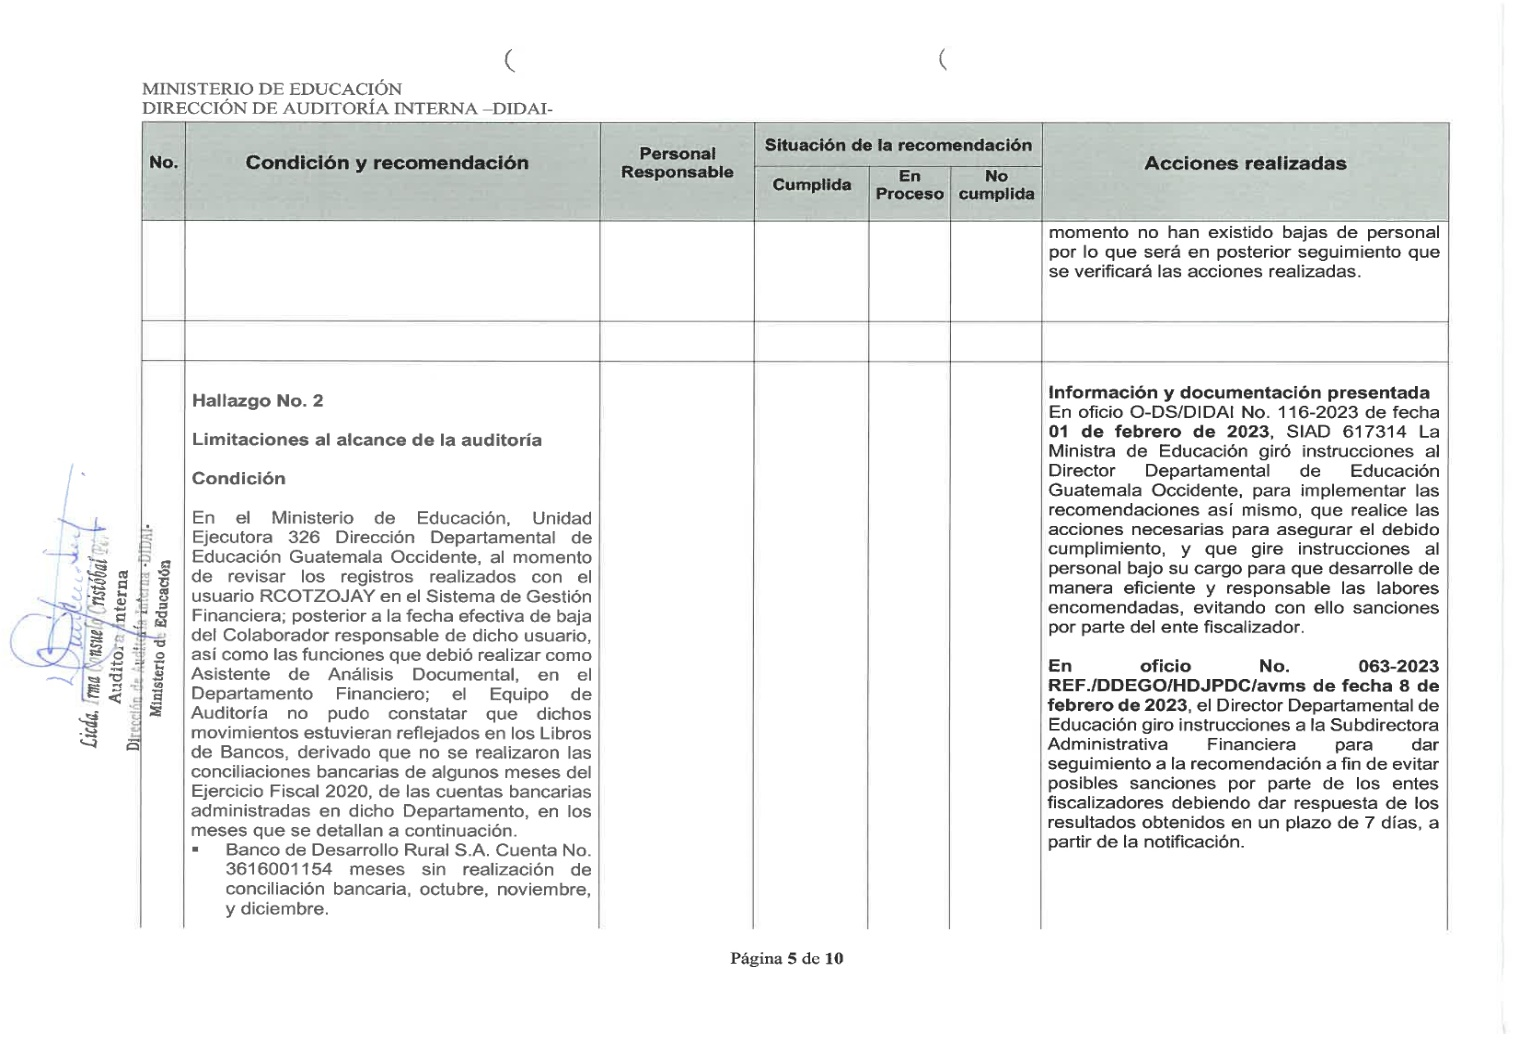 MINISTERIO DE EDUCACIÓN
DIRECCIÓN DE AUDITORÍA INTERNA –DIDAI-
No.
Condición y recomendación
Personal
Responsable
Situación de la recomendación
Cumplida
En
Proceso
No
cumplida
Acciones realizadas
momento no han existido bajas de personal
por lo que será en posterior seguimiento que
se verificará las acciones realizadas.
Hallazgo No. 2
Limitaciones al alcance de la auditoría
Condición
En el Ministerio de Educación, Unidad
Ejecutora 326 Dirección Departamental de
Educación Guatemala Occidente, al momento
de revisar los registros realizados con el
usuario RCOTZOJAY en el Sistema de Gestión
Financiera; posterior a la fecha efectiva de baja
del Colaborador responsable de dicho usuario,
así como las funciones que debió realizar como
Asistente de Análisis Documental, en el
Departamento Financiero; el Equipo de
Auditoría no pudo constatar que dichos
movimientos estuvieran reflejados en los Libros
de Bancos, derivado que no se realizaron las
conciliaciones bancarias de algunos meses del
Ejercicio Fiscal 2020, de las cuentas bancarias
administradas en dicho Departamento, en los
meses que se detallan a continuación.
▪ Banco de Desarrollo Rural S.A. Cuenta No.
3616001154 meses sin realización de
conciliación bancaria, octubre, noviembre,
y diciembre.
Información y documentación presentada
En oficio O-DS/DIDAI No. 116-2023 de fecha
01 de febrero de 2023, SIAD 617314 La
Ministra de Educación giró instrucciones al
Director Departamental de Educación
Guatemala Occidente, para implementar las
recomendaciones así mismo, que realice las
acciones necesarias para asegurar el debido
cumplimiento, y que gire instrucciones al
personal bajo su cargo para que desarrolle de
manera eficiente y responsable las labores
encomendadas, evitando con ello sanciones
por parte del ente fiscalizador.
En oficio No. 063-2023
REF./DDEGO/HDJPDC/avms de fecha 8 de
febrero de 2023, el Director Departamental de
Educación giro instrucciones a la Subdirectora
Administrativa Financiera para dar
seguimiento a la recomendación a fin de evitar
posibles sanciones por parte de los entes
fiscalizadores debiendo dar respuesta de los
resultados obtenidos en un plazo de 7 días, a
partir de la notificación.
Licda. Irma Consuelo Cristóbal
Auditora Interna
Dirección de Auditoría Interna -DIDAI-
Ministerio de Educación
Página 5 de 10